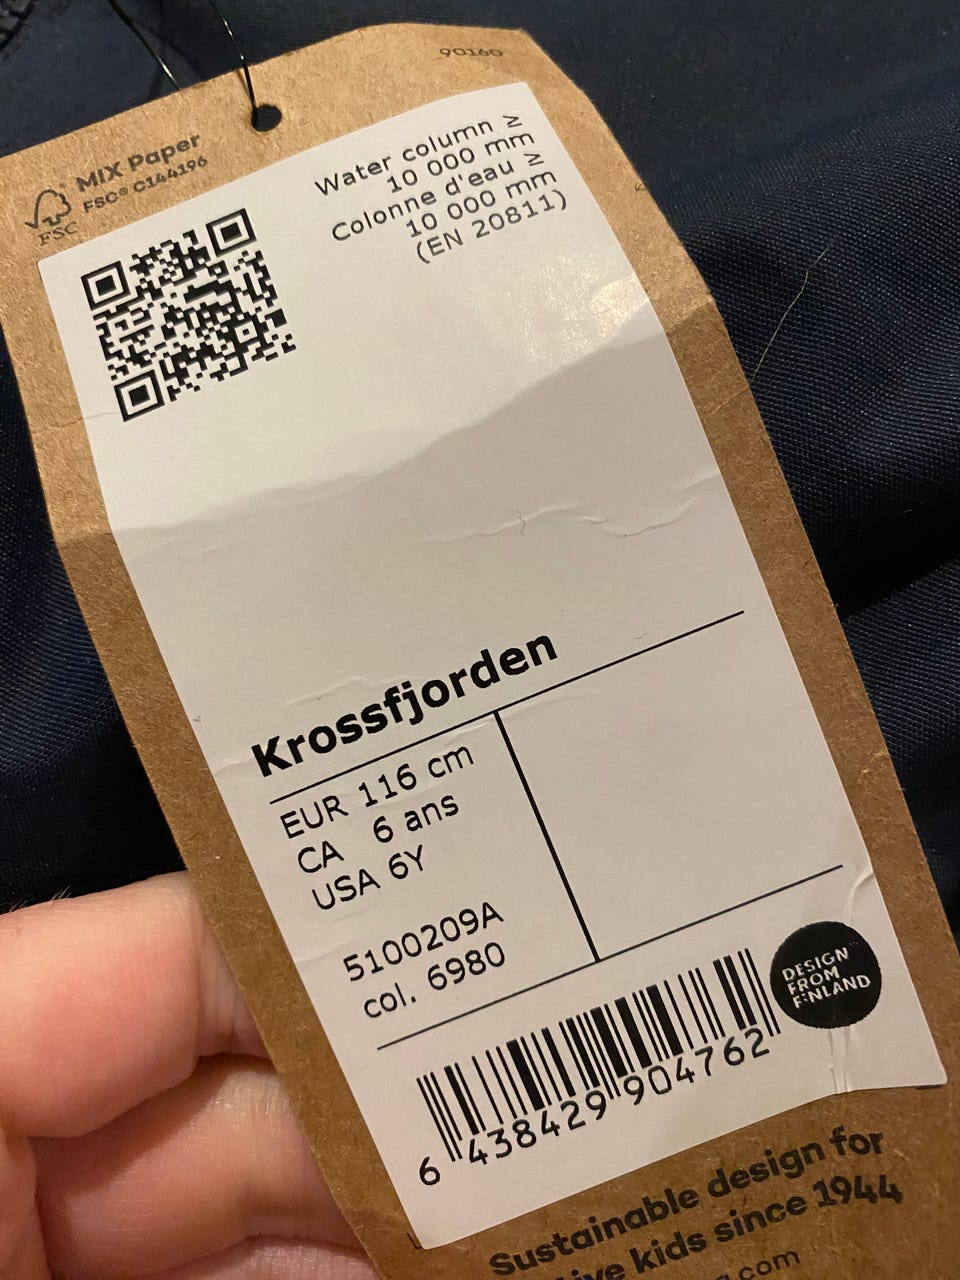 90160
MIX Paper
FSC® C144196
FSC
Water column ≥
10 000 mm
Colonne d'eau ≥
10 000 mm
(EN 20811)
Krossfjorden
EUR 116 cm
CA 6 ans
USA 6Y
5100209A
col. 6980
DESIGN
FROM
FINLAND
6 438429 904762
Sustainable design for
kids since 1944
.com